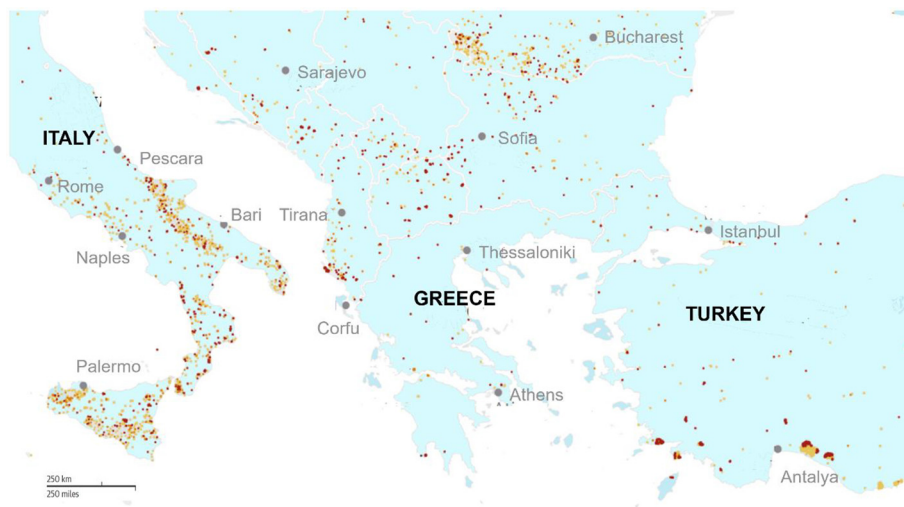 Bucharest
Sarajevo
ITALY
Sofia
Pescara
Rome
Bari
Tirana
Istanbul
Naples
Thessaloniki
GREECE
TURKEY
Corfu
Palermo
Athens
Antalya
250 km
250 miles